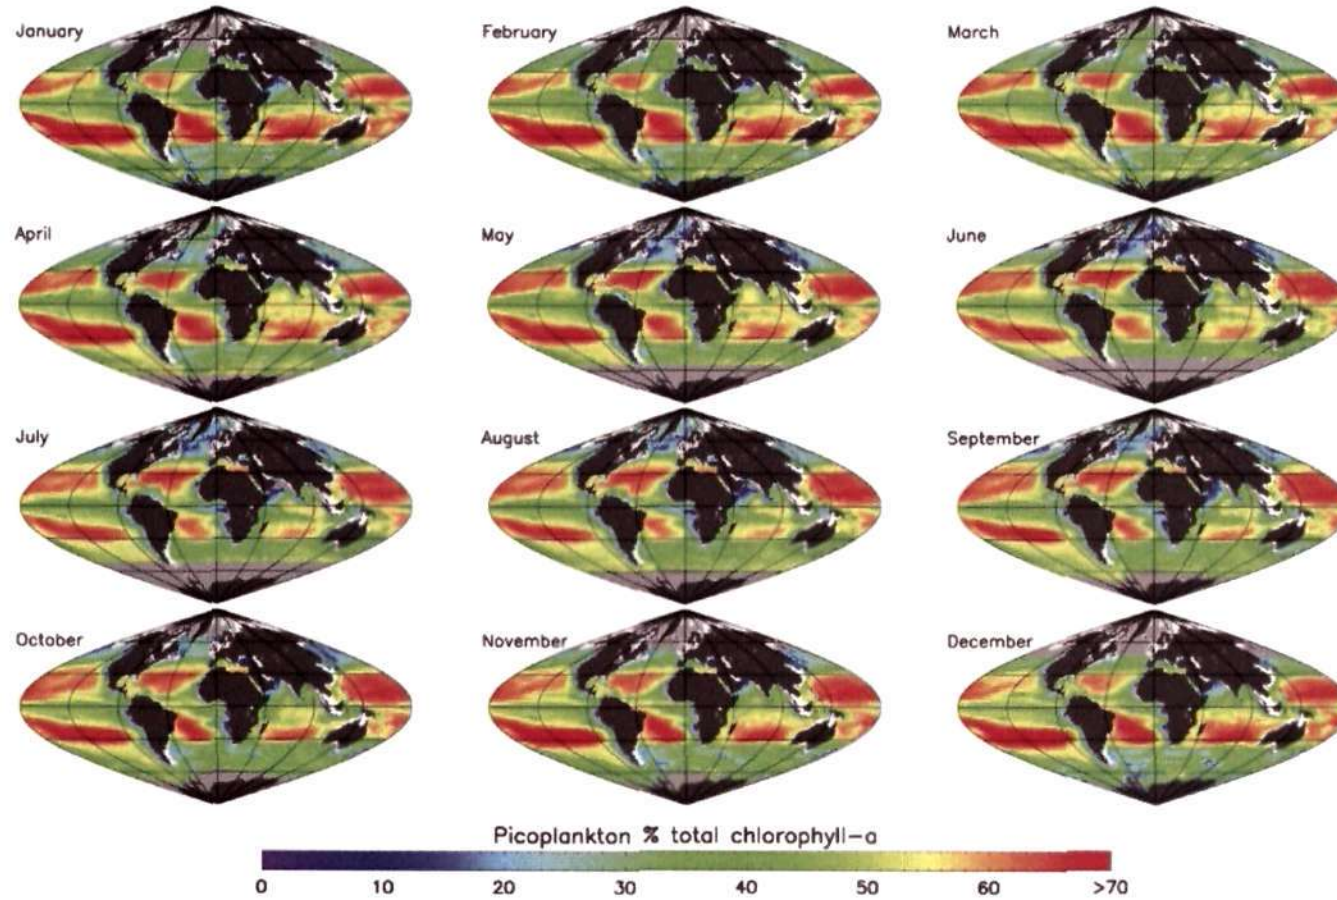 January
February
March
April
May
June
July
August
September
October
November
December
Picoplankton % total chlorophyll-a
0 10 20 30 40 50 60 >70